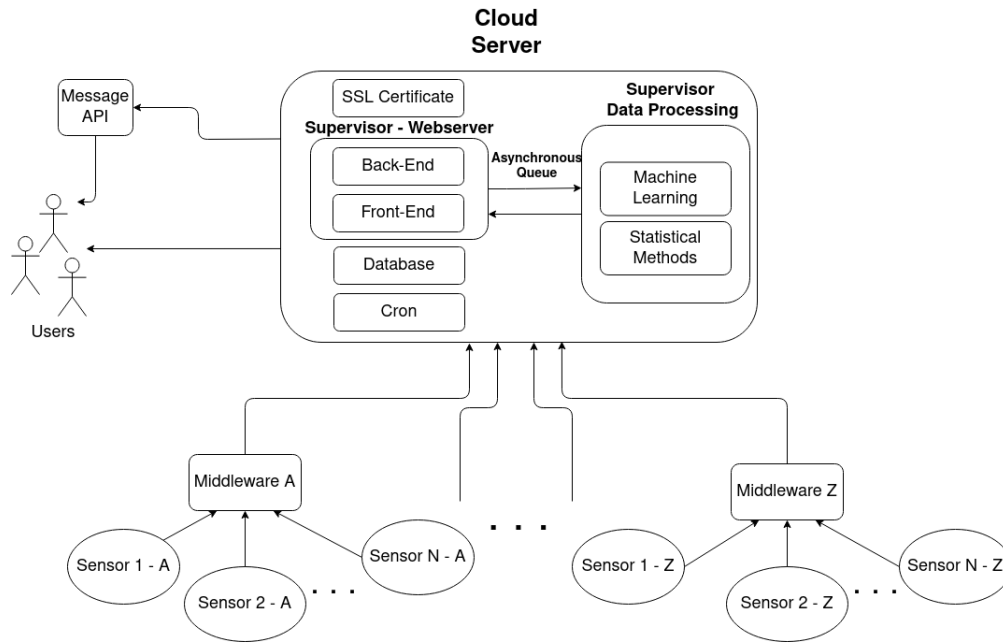 Cloud
Server
Message
API
SSL Certificate
Supervisor
Data Processing
Supervisor - Webserver
Back-End
Asynchronous
Queue
Machine
Learning
Front-End
Statistical
Methods
Database
Cron
Users
Middleware A
Middleware Z
Sensor 1 - A
Sensor 2 - A
. . .
Sensor N - A
. . .
Sensor 1 - Z
Sensor 2 - Z
. . .
Sensor N - Z